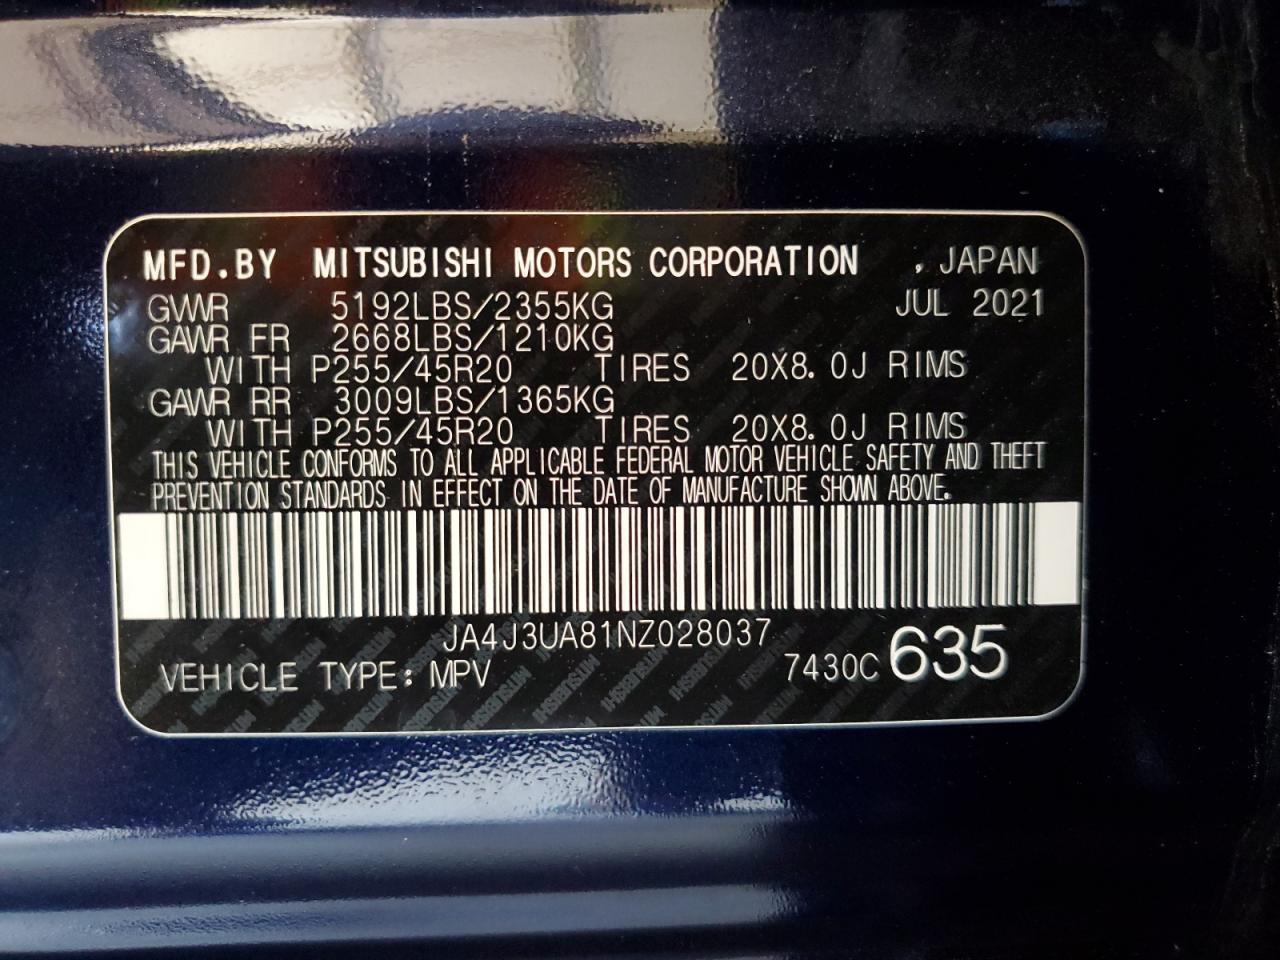 MFD.BY MITSUBISHI MOTORS CORPORATION , JAPAN
GVWR 5192LBS/2355KG JUL 2021
GAWR FR 2668LBS/1210KG
WITH P255/45R20 TIRES 20X8.0J RIMS
GAWR RR 3009LBS/1365KG
WITH P255/45R20 TIRES 20X8.0J RIMS
THIS VEHICLE CONFORMS TO ALL APPLICABLE FEDERAL MOTOR VEHICLE SAFETY AND THEFT
PREVENTION STANDARDS IN EFFECT ON THE DATE OF MANUFACTURE SHOWN ABOVE.
JA4J3UA81NZ028037
VEHICLE TYPE: MPV 7430C 635